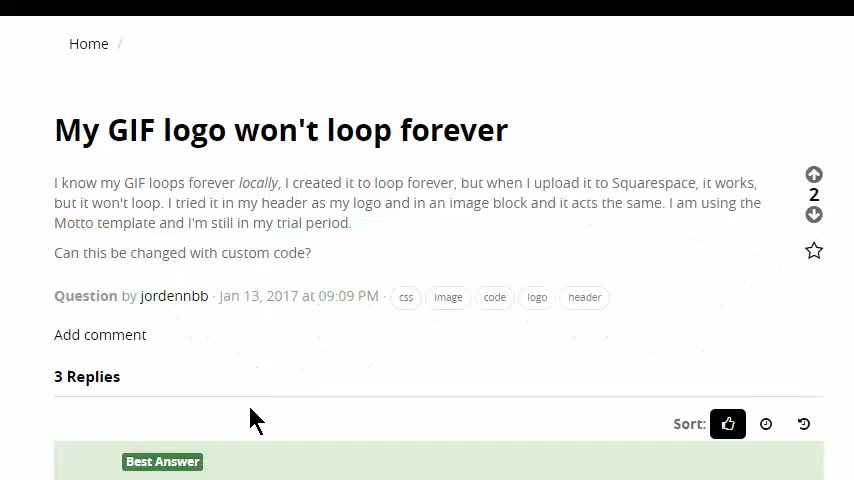 Home /
My GIF logo won't loop forever
I know my GIF loops forever locally, I created it to loop forever, but when I upload it to Squarespace, it works,
but it won't loop. I tried it in my header as my logo and in an image block and it acts the same. I am using the
Motto template and I'm still in my trial period.
2
Can this be changed with custom code?
Question by jordennbb · Jan 13, 2017 at 09:09 PM · css image code logo header
Add comment
3 Replies
Sort:
Best Answer